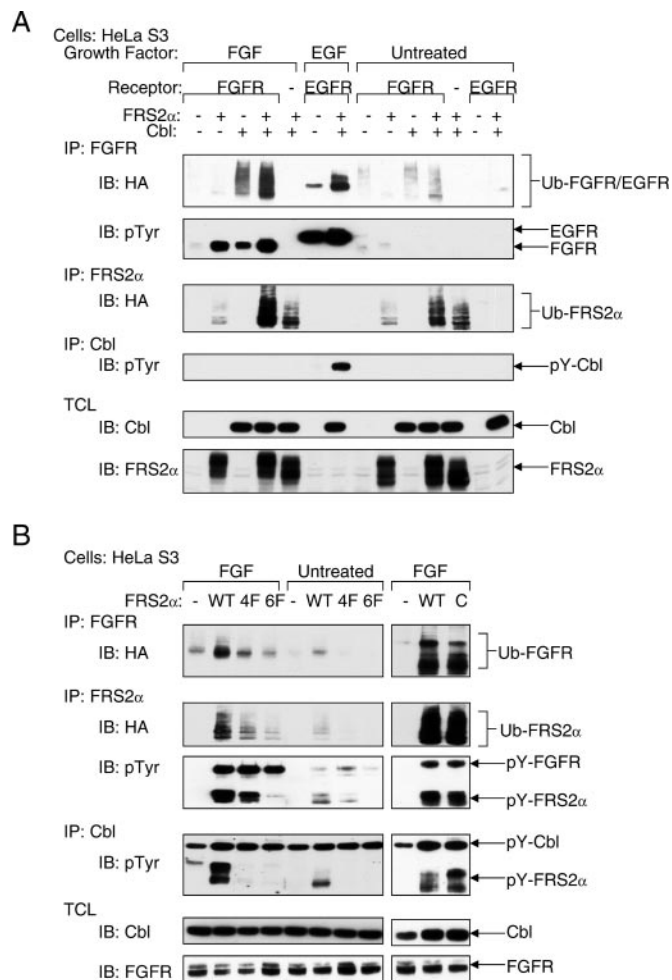 A
Cells: HeLa S3
Growth Factor: FGF EGF Untreated
Receptor: FGFR - EGFR FGFR - EGFR
FRS2α: - + - + + - + - + - + + - +
Cbl: - - + + + - + - - + + + - +
IP: FGFR
IB: HA Ub-FGFR/EGFR
IB: pTyr EGFR
FGFR
IP: FRS2α
IB: HA Ub-FRS2α
IP: Cbl
IB: pTyr pY-Cbl
TCL
IB: Cbl Cbl
IB: FRS2α FRS2α
B
Cells: HeLa S3
FGF Untreated FGF
FRS2α: - WT 4F 6F - WT 4F 6F - WT C
IP: FGFR
IB: HA Ub-FGFR
IP: FRS2α
IB: HA Ub-FRS2α
IB: pTyr pY-FGFR
pY-FRS2α
IP: Cbl pY-Cbl
IB: pTyr pY-FRS2α
TCL
IB: Cbl Cbl
IB: FGFR FGFR